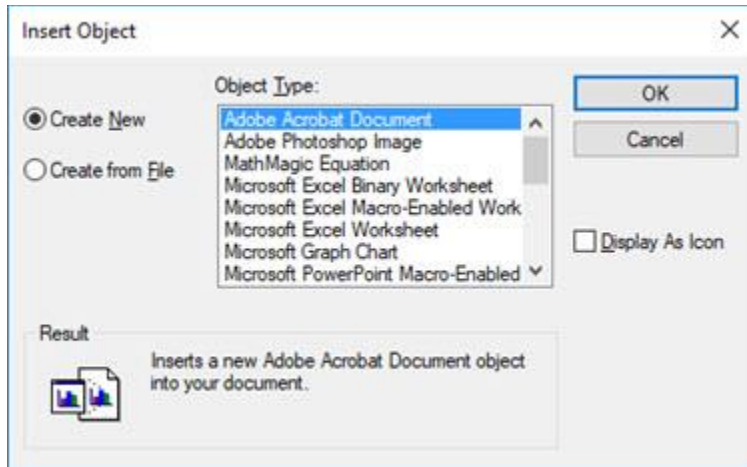 Insert Object
Object Type:
Create New
Create from File
Adobe Acrobat Document
Adobe Photoshop Image
MathMagic Equation
Microsoft Excel Binary Worksheet
Microsoft Excel Macro-Enabled Work
Microsoft Excel Worksheet
Microsoft Graph Chart
Microsoft PowerPoint Macro-Enabled
OK
Cancel
Display As Icon
Result
Inserts a new Adobe Acrobat Document object
into your document.